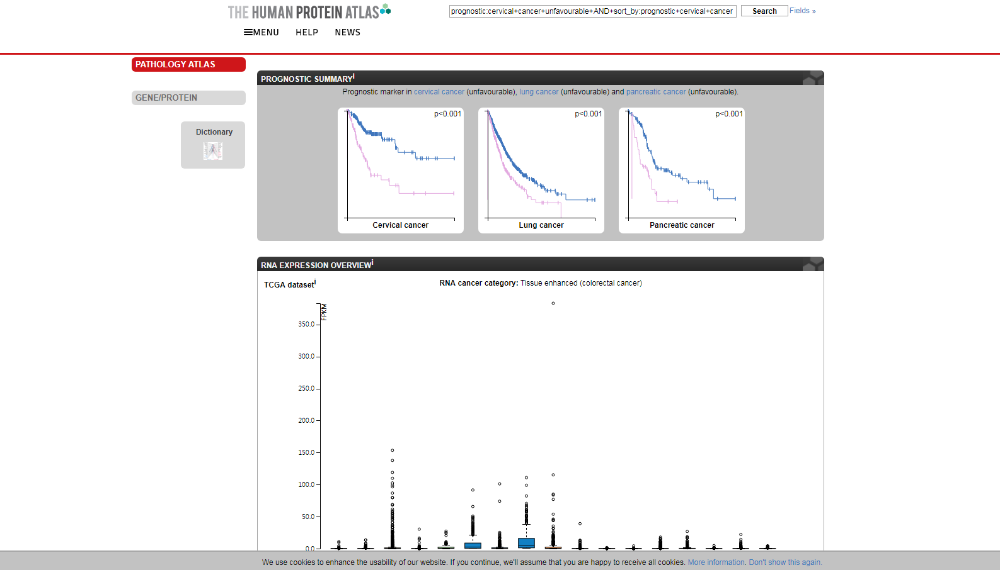 THE HUMAN PROTEIN ATLAS
prognostic:cervical+cancer+unfavourable+AND+sort_by:prognostic+cervical+cancer
Search
Fields »
MENU
HELP
NEWS
PATHOLOGY ATLAS
GENE/PROTEIN
Dictionary
PROGNOSTIC SUMMARYi
Prognostic marker in cervical cancer (unfavourable), lung cancer (unfavourable) and pancreatic cancer (unfavourable).
p<0.001
p<0.001
p<0.001
Cervical cancer
Lung cancer
Pancreatic cancer
RNA EXPRESSION OVERVIEWi
TCGA dataseti
RNA cancer category: Tissue enhanced (colorectal cancer)
FPKM
350.0
300.0
250.0
200.0
150.0
100.0
50.0
0.0
We use cookies to enhance the usability of our website. If you continue, we'll assume that you are happy to receive all cookies. More information. Don't show this again.